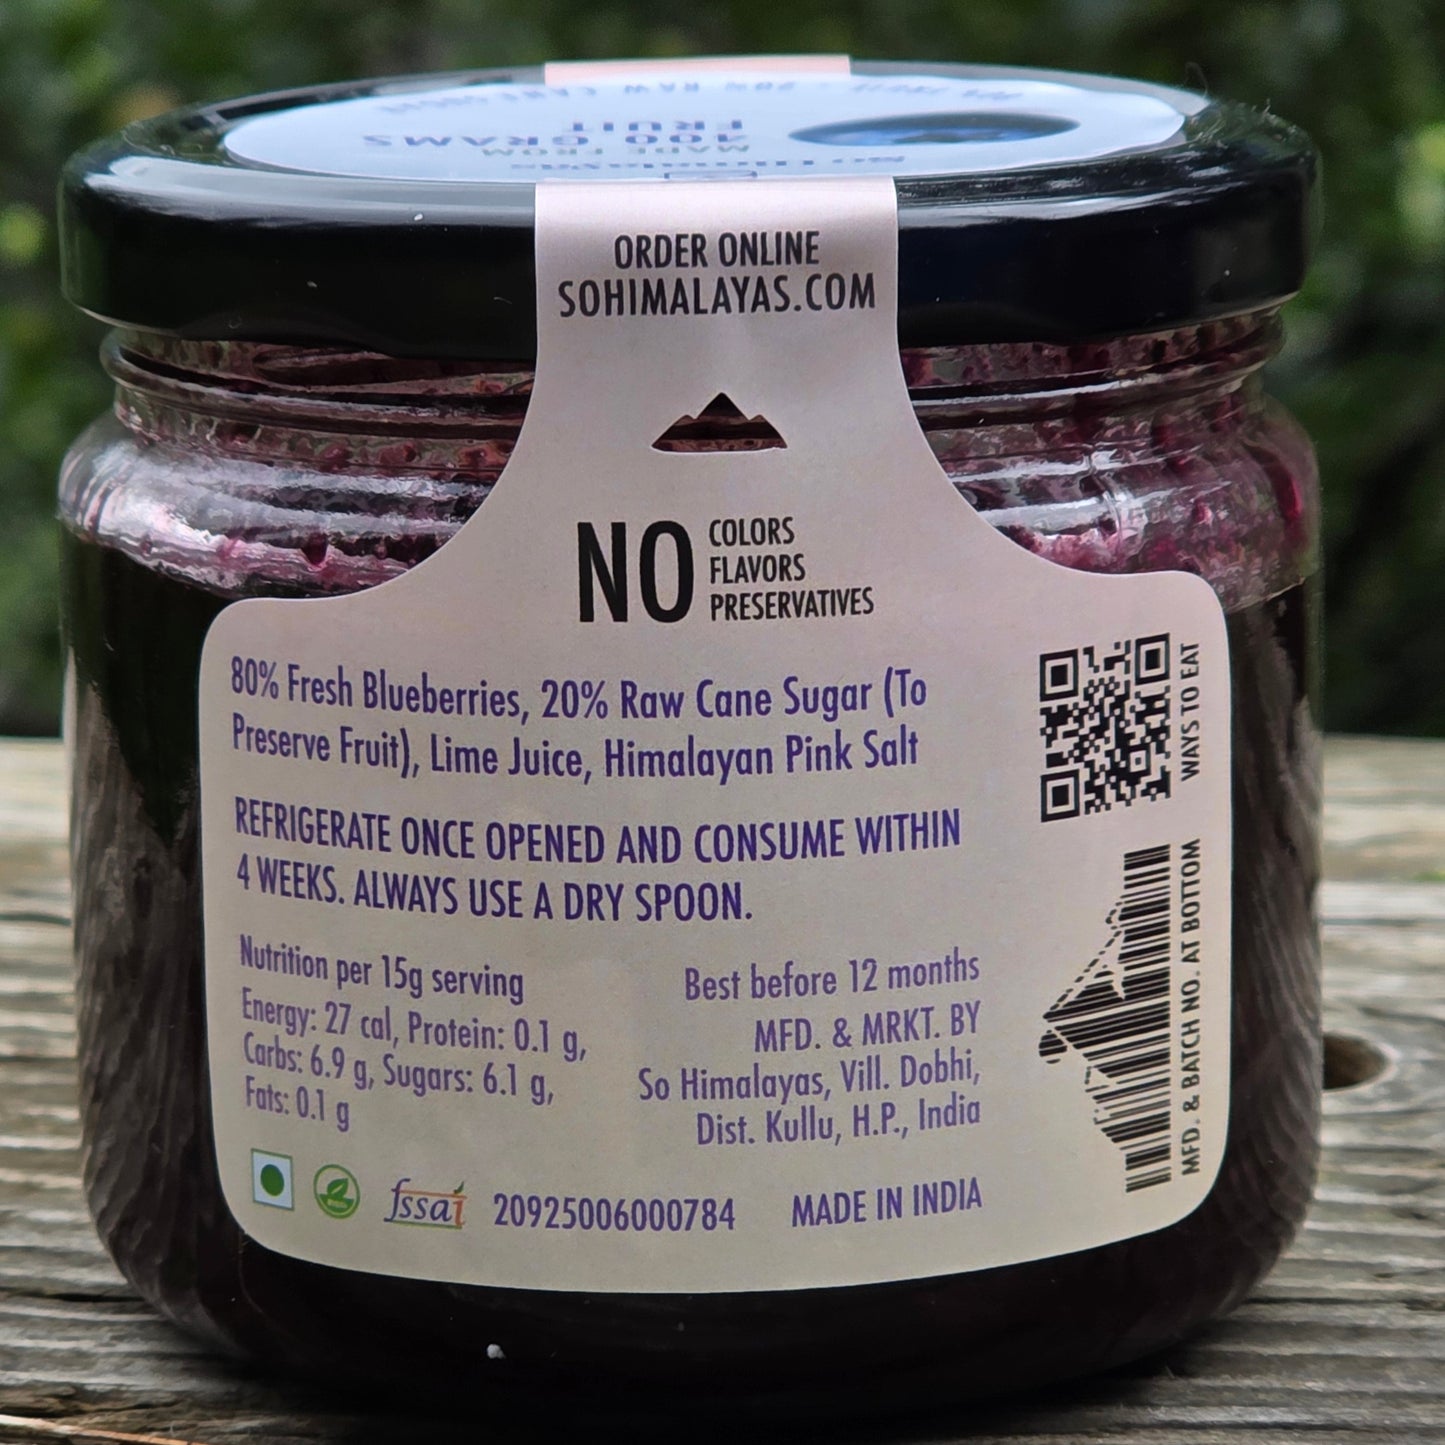 MADE FROM
400 GRAMS
FRUIT
ORDER ONLINE
SOHIMALAYAS.COM
NO COLORS
FLAVORS
PRESERVATIVES
80% Fresh Blueberries, 20% Raw Cane Sugar (To
Preserve Fruit), Lime Juice, Himalayan Pink Salt
REFRIGERATE ONCE OPENED AND CONSUME WITHIN
4 WEEKS. ALWAYS USE A DRY SPOON.
Nutrition per 15g serving
Energy: 27 cal, Protein: 0.1 g,
Carbs: 6.9 g, Sugars: 6.1 g,
Fats: 0.1 g
Best before 12 months
MFD. & MRKT. BY
So Himalayas, Vill. Dobhi,
Dist. Kullu, H.P., India
fssai 20925006000784
MADE IN INDIA
WAYS TO EAT
MFD. & BATCH NO. AT BOTTOM